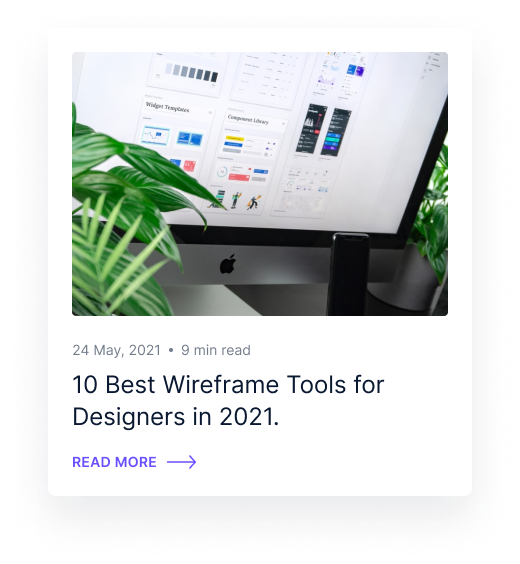 Widget Templates
Component Library
24 May, 2021 • 9 min read
10 Best Wireframe Tools for
Designers in 2021.
READ MORE